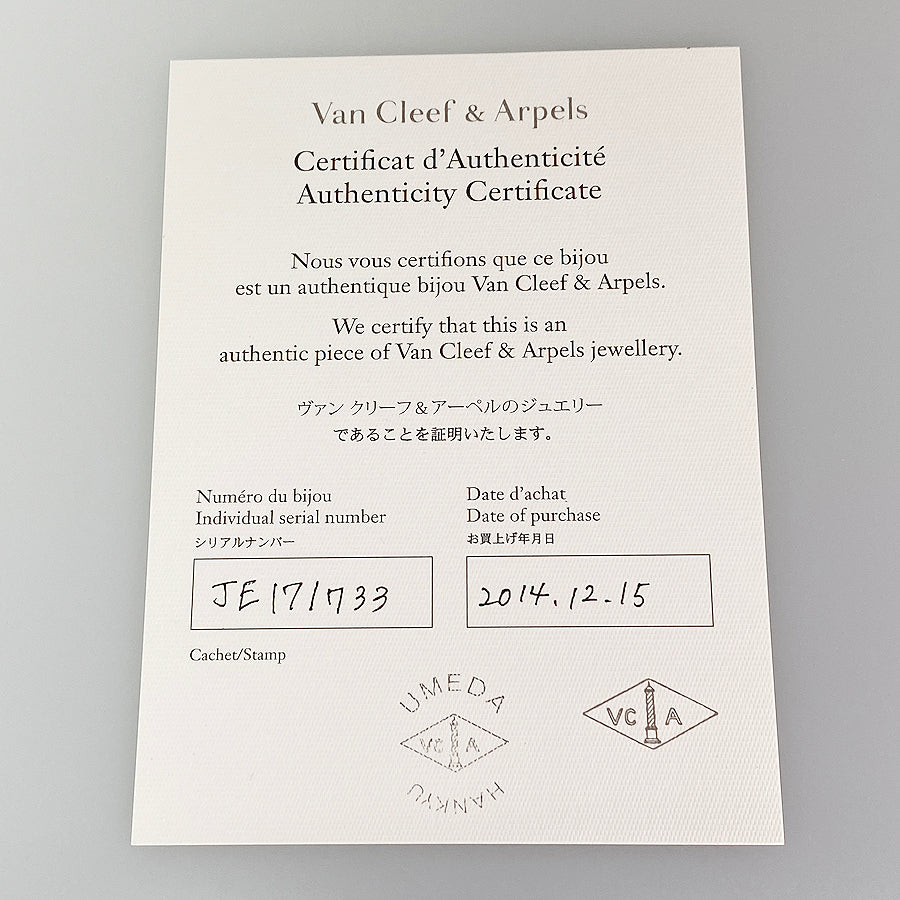 Van Cleef & Arpels
Certificat d'Authenticité
Authenticity Certificate
Nous vous certifions que ce bijou
est un authentique bijou Van Cleef & Arpels.
We certify that this is an
authentic piece of Van Cleef & Arpels jewellery.
ヴァン クリーフ＆アーペルのジュエリー
であることを証明いたします。
Numéro du bijou
Individual serial number
シリアルナンバー
JE171733
Date d'achat
Date of purchase
お買上げ年月日
2014.12.15
Cachet/Stamp
UMEDA
VC A
HANKYU
VC A